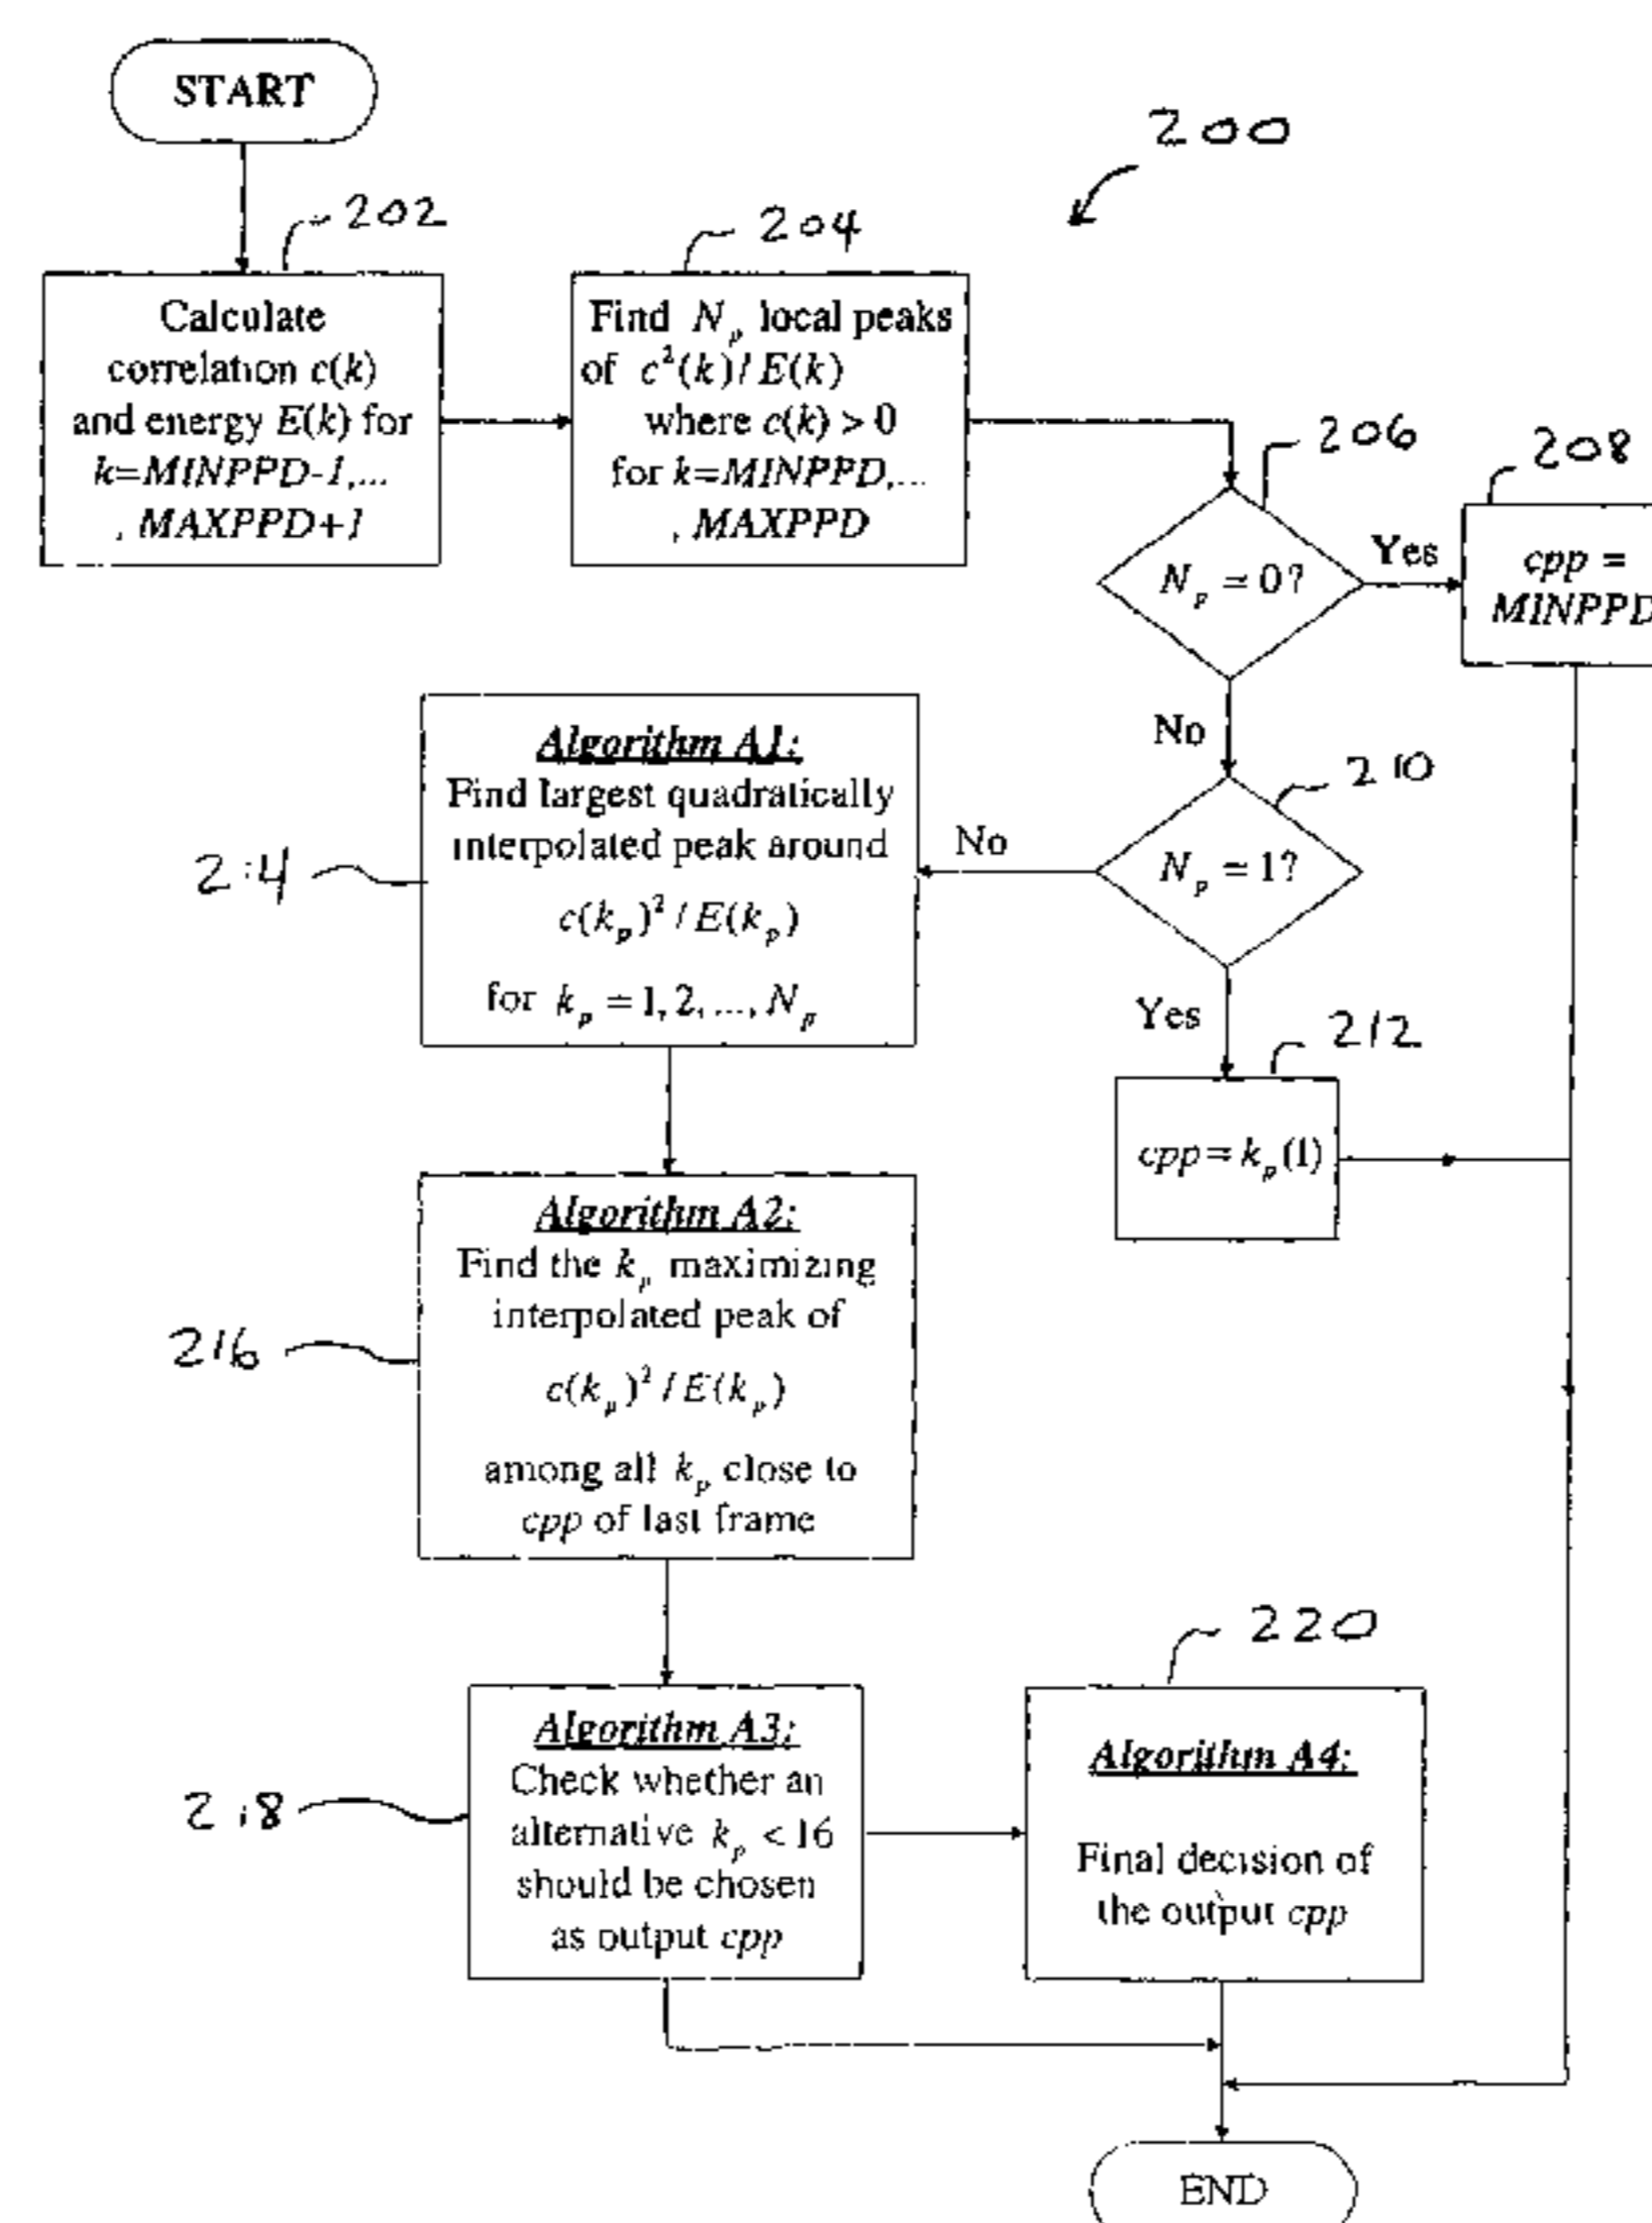 START
200
202
204
Calculate
correlation c(k)
and energy E(k) for
k=MINPPD-1,...
, MAXPPD+1
Find N_p local peaks
of c²(k)/E(k)
where c(k) > 0
for k=MINPPD,...
, MAXPPD
206
208
N_p = 0?
Yes
cpp =
MINPPD
No
210
N_p = 1?
No
Yes
212
cpp = k_p(1)
214
Algorithm A1:
Find largest quadratically
interpolated peak around
c(k_p)²/E(k_p)
for k_p = 1, 2, ..., N_p
216
Algorithm A2:
Find the k_p maximizing
interpolated peak of
c(k_p)²/E(k_p)
among all k_p close to
cpp of last frame
218
Algorithm A3:
Check whether an
alternative k_p < 16
should be chosen
as output cpp
220
Algorithm A4:
Final decision of
the output cpp
END